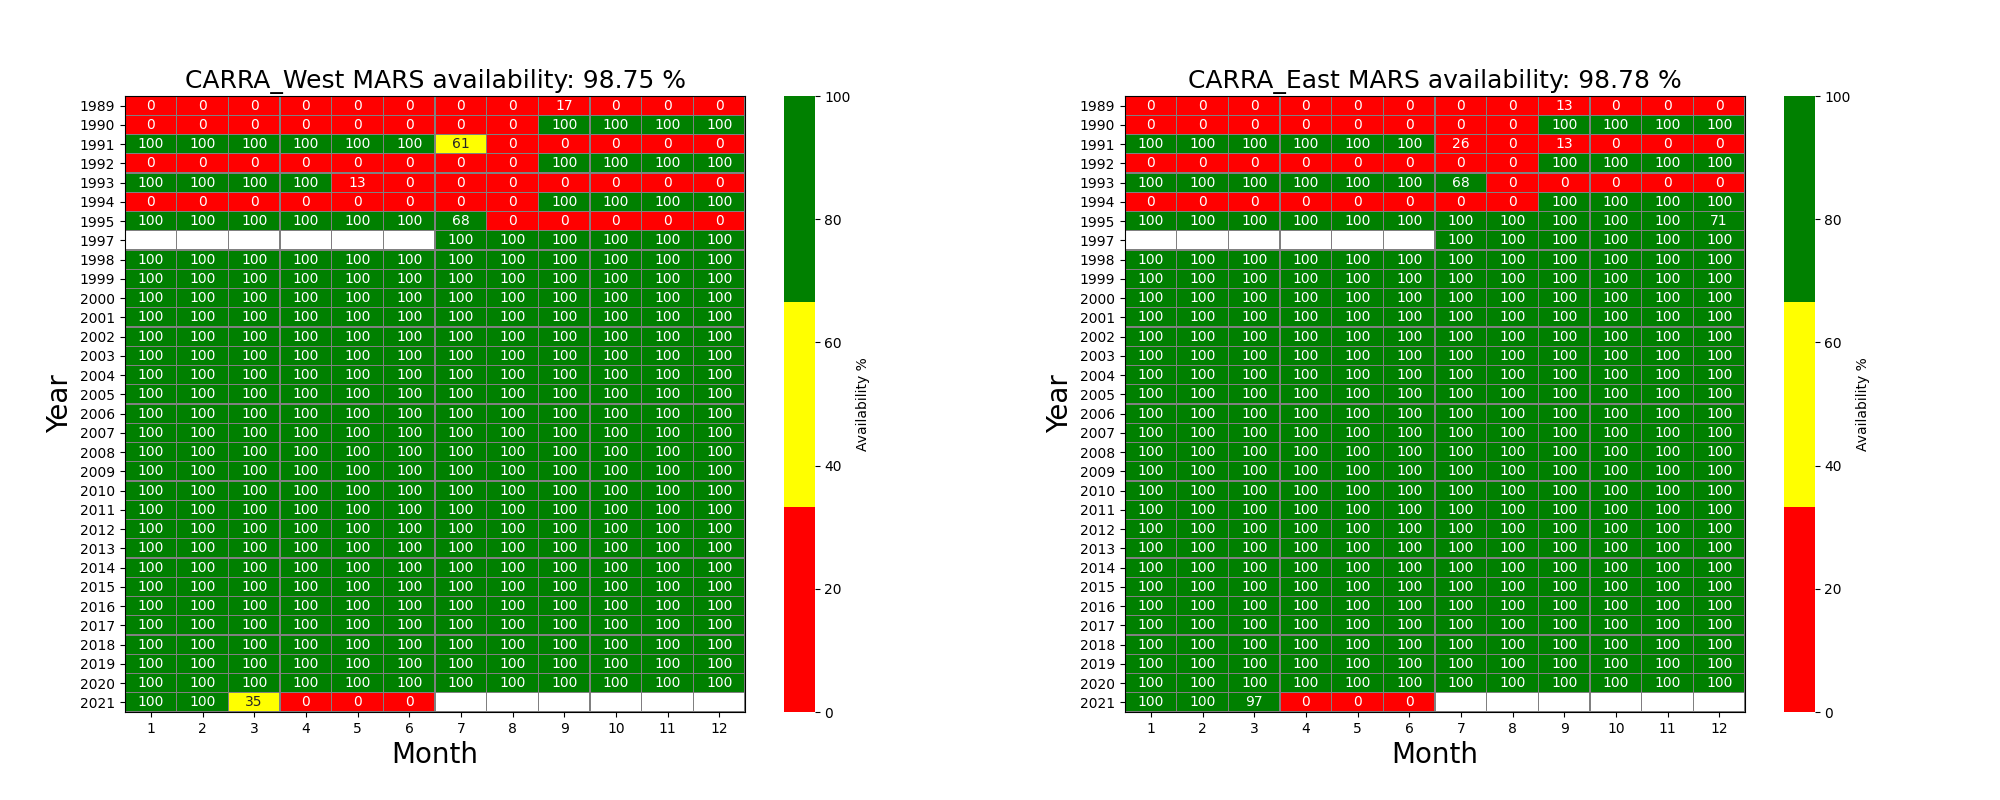 CARRA_West MARS availability: 98.75 %
1989 0 0 0 0 0 0 0 0 17 0 0 0
1990 0 0 0 0 0 0 0 0 100 100 100 100
1991 100 100 100 100 100 100 61 0 0 0 0 0
1992 0 0 0 0 0 0 0 0 100 100 100 100
1993 100 100 100 100 13 0 0 0 0 0 0 0
1994 0 0 0 0 0 0 0 0 100 100 100 100
1995 100 100 100 100 100 100 68 0 0 0 0 0
1997 100 100 100 100 100 100
1998 100 100 100 100 100 100 100 100 100 100 100 100
1999 100 100 100 100 100 100 100 100 100 100 100 100
2000 100 100 100 100 100 100 100 100 100 100 100 100
2001 100 100 100 100 100 100 100 100 100 100 100 100
2002 100 100 100 100 100 100 100 100 100 100 100 100
2003 100 100 100 100 100 100 100 100 100 100 100 100
2004 100 100 100 100 100 100 100 100 100 100 100 100
2005 100 100 100 100 100 100 100 100 100 100 100 100
2006 100 100 100 100 100 100 100 100 100 100 100 100
2007 100 100 100 100 100 100 100 100 100 100 100 100
2008 100 100 100 100 100 100 100 100 100 100 100 100
2009 100 100 100 100 100 100 100 100 100 100 100 100
2010 100 100 100 100 100 100 100 100 100 100 100 100
2011 100 100 100 100 100 100 100 100 100 100 100 100
2012 100 100 100 100 100 100 100 100 100 100 100 100
2013 100 100 100 100 100 100 100 100 100 100 100 100
2014 100 100 100 100 100 100 100 100 100 100 100 100
2015 100 100 100 100 100 100 100 100 100 100 100 100
2016 100 100 100 100 100 100 100 100 100 100 100 100
2017 100 100 100 100 100 100 100 100 100 100 100 100
2018 100 100 100 100 100 100 100 100 100 100 100 100
2019 100 100 100 100 100 100 100 100 100 100 100 100
2020 100 100 100 100 100 100 100 100 100 100 100 100
2021 100 100 35 0 0 0
1 2 3 4 5 6 7 8 9 10 11 12
Month
Year
100
80
60
40
20
0
Availability %
CARRA_East MARS availability: 98.78 %
1989 0 0 0 0 0 0 0 0 13 0 0 0
1990 0 0 0 0 0 0 0 0 100 100 100 100
1991 100 100 100 100 100 100 26 0 13 0 0 0
1992 0 0 0 0 0 0 0 0 100 100 100 100
1993 100 100 100 100 100 100 68 0 0 0 0 0
1994 0 0 0 0 0 0 0 0 100 100 100 100
1995 100 100 100 100 100 100 100 100 100 100 100 71
1997 100 100 100 100 100 100
1998 100 100 100 100 100 100 100 100 100 100 100 100
1999 100 100 100 100 100 100 100 100 100 100 100 100
2000 100 100 100 100 100 100 100 100 100 100 100 100
2001 100 100 100 100 100 100 100 100 100 100 100 100
2002 100 100 100 100 100 100 100 100 100 100 100 100
2003 100 100 100 100 100 100 100 100 100 100 100 100
2004 100 100 100 100 100 100 100 100 100 100 100 100
2005 100 100 100 100 100 100 100 100 100 100 100 100
2006 100 100 100 100 100 100 100 100 100 100 100 100
2007 100 100 100 100 100 100 100 100 100 100 100 100
2008 100 100 100 100 100 100 100 100 100 100 100 100
2009 100 100 100 100 100 100 100 100 100 100 100 100
2010 100 100 100 100 100 100 100 100 100 100 100 100
2011 100 100 100 100 100 100 100 100 100 100 100 100
2012 100 100 100 100 100 100 100 100 100 100 100 100
2013 100 100 100 100 100 100 100 100 100 100 100 100
2014 100 100 100 100 100 100 100 100 100 100 100 100
2015 100 100 100 100 100 100 100 100 100 100 100 100
2016 100 100 100 100 100 100 100 100 100 100 100 100
2017 100 100 100 100 100 100 100 100 100 100 100 100
2018 100 100 100 100 100 100 100 100 100 100 100 100
2019 100 100 100 100 100 100 100 100 100 100 100 100
2020 100 100 100 100 100 100 100 100 100 100 100 100
2021 100 100 97 0 0 0
1 2 3 4 5 6 7 8 9 10 11 12
Month
Year
100
80
60
40
20
0
Availability %